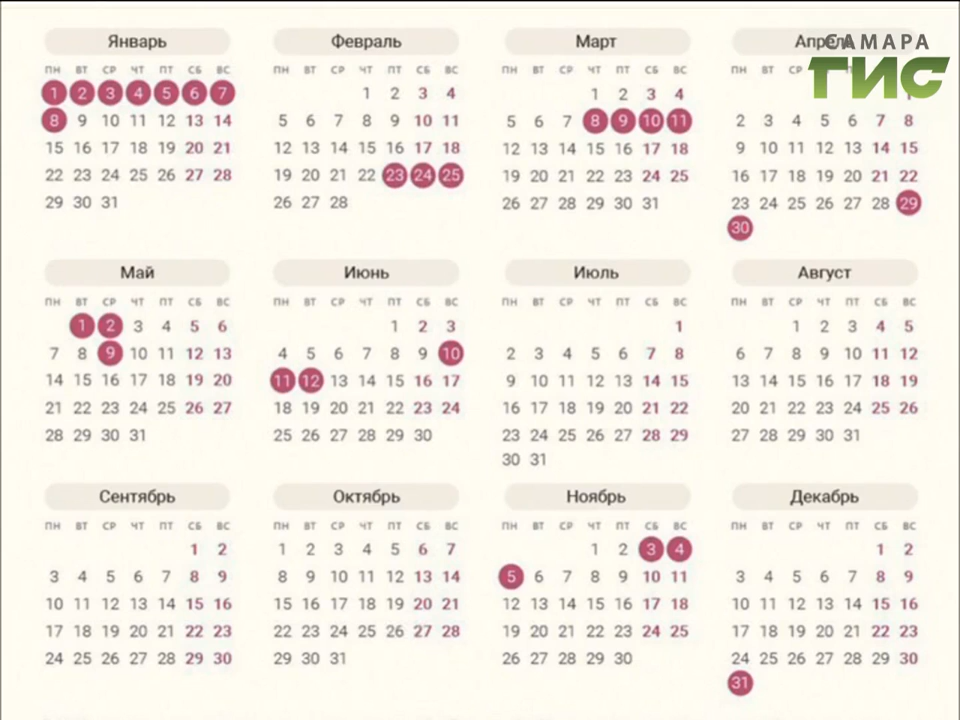 САМАРА
ТИС
Январь
ПН ВТ СР ЧТ ПТ СБ ВС
1 2 3 4 5 6 7
8 9 10 11 12 13 14
15 16 17 18 19 20 21
22 23 24 25 26 27 28
29 30 31
Февраль
ПН ВТ СР ЧТ ПТ СБ ВС
1 2 3 4
5 6 7 8 9 10 11
12 13 14 15 16 17 18
19 20 21 22 23 24 25
26 27 28
Март
ПН ВТ СР ЧТ ПТ СБ ВС
1 2 3 4
5 6 7 8 9 10 11
12 13 14 15 16 17 18
19 20 21 22 23 24 25
26 27 28 29 30 31
Апрель
ПН ВТ СР
1
2 3 4 5 6 7 8
9 10 11 12 13 14 15
16 17 18 19 20 21 22
23 24 25 26 27 28 29
30
Май
ПН ВТ СР ЧТ ПТ СБ ВС
1 2 3 4 5 6
7 8 9 10 11 12 13
14 15 16 17 18 19 20
21 22 23 24 25 26 27
28 29 30 31
Июнь
ПН ВТ СР ЧТ ПТ СБ ВС
1 2 3
4 5 6 7 8 9 10
11 12 13 14 15 16 17
18 19 20 21 22 23 24
25 26 27 28 29 30
Июль
ПН ВТ СР ЧТ ПТ СБ ВС
1
2 3 4 5 6 7 8
9 10 11 12 13 14 15
16 17 18 19 20 21 22
23 24 25 26 27 28 29
30 31
Август
ПН ВТ СР ЧТ ПТ СБ ВС
1 2 3 4 5
6 7 8 9 10 11 12
13 14 15 16 17 18 19
20 21 22 23 24 25 26
27 28 29 30 31
Сентябрь
ПН ВТ СР ЧТ ПТ СБ ВС
1 2
3 4 5 6 7 8 9
10 11 12 13 14 15 16
17 18 19 20 21 22 23
24 25 26 27 28 29 30
Октябрь
ПН ВТ СР ЧТ ПТ СБ ВС
1 2 3 4 5 6 7
8 9 10 11 12 13 14
15 16 17 18 19 20 21
22 23 24 25 26 27 28
29 30 31
Ноябрь
ПН ВТ СР ЧТ ПТ СБ ВС
1 2 3 4
5 6 7 8 9 10 11
12 13 14 15 16 17 18
19 20 21 22 23 24 25
26 27 28 29 30
Декабрь
ПН ВТ СР ЧТ ПТ СБ ВС
1 2
3 4 5 6 7 8 9
10 11 12 13 14 15 16
17 18 19 20 21 22 23
24 25 26 27 28 29 30
31